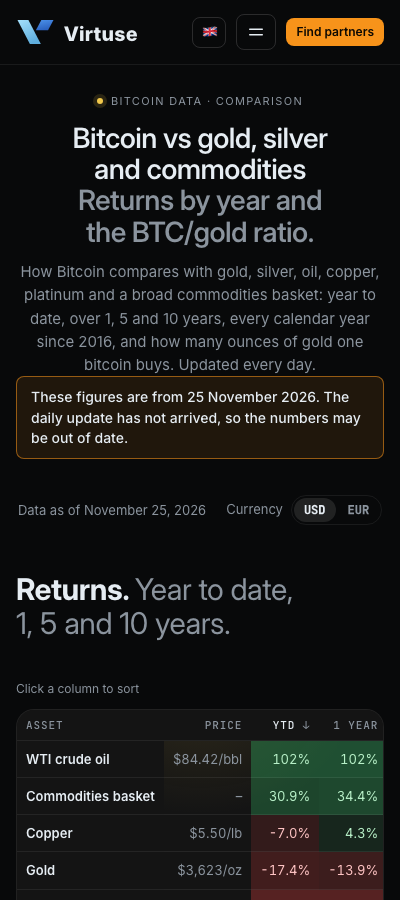 Virtuse
Find partners
BITCOIN DATA · COMPARISON
Bitcoin vs gold, silver
and commodities
Returns by year and
the BTC/gold ratio.
How Bitcoin compares with gold, silver, oil, copper,
platinum and a broad commodities basket: year to
date, over 1, 5 and 10 years, every calendar year
since 2016, and how many ounces of gold one
bitcoin buys. Updated every day.
These figures are from 25 November 2026. The
daily update has not arrived, so the numbers may
be out of date.
Data as of November 25, 2026 Currency USD EUR
Returns. Year to date,
1, 5 and 10 years.
Click a column to sort
ASSET PRICE YTD ↓ 1 YEAR
WTI crude oil $84.42/bbl 102% 102%
Commodities basket – 30.9% 34.4%
Copper $5.50/lb -7.0% 4.3%
Gold $3,623/oz -17.4% -13.9%